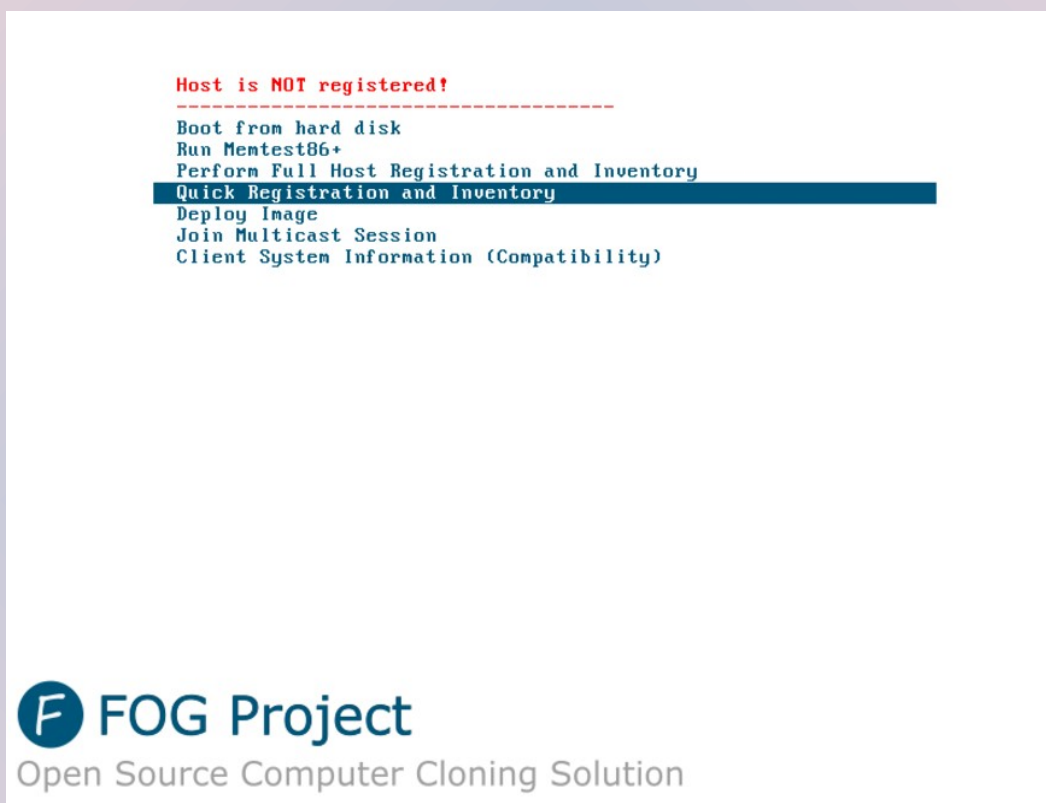 Host is NOT registered!
-------------------------------------
Boot from hard disk
Run Memtest86+
Perform Full Host Registration and Inventory
Quick Registration and Inventory
Deploy Image
Join Multicast Session
Client System Information (Compatibility)
F FOG Project
Open Source Computer Cloning Solution